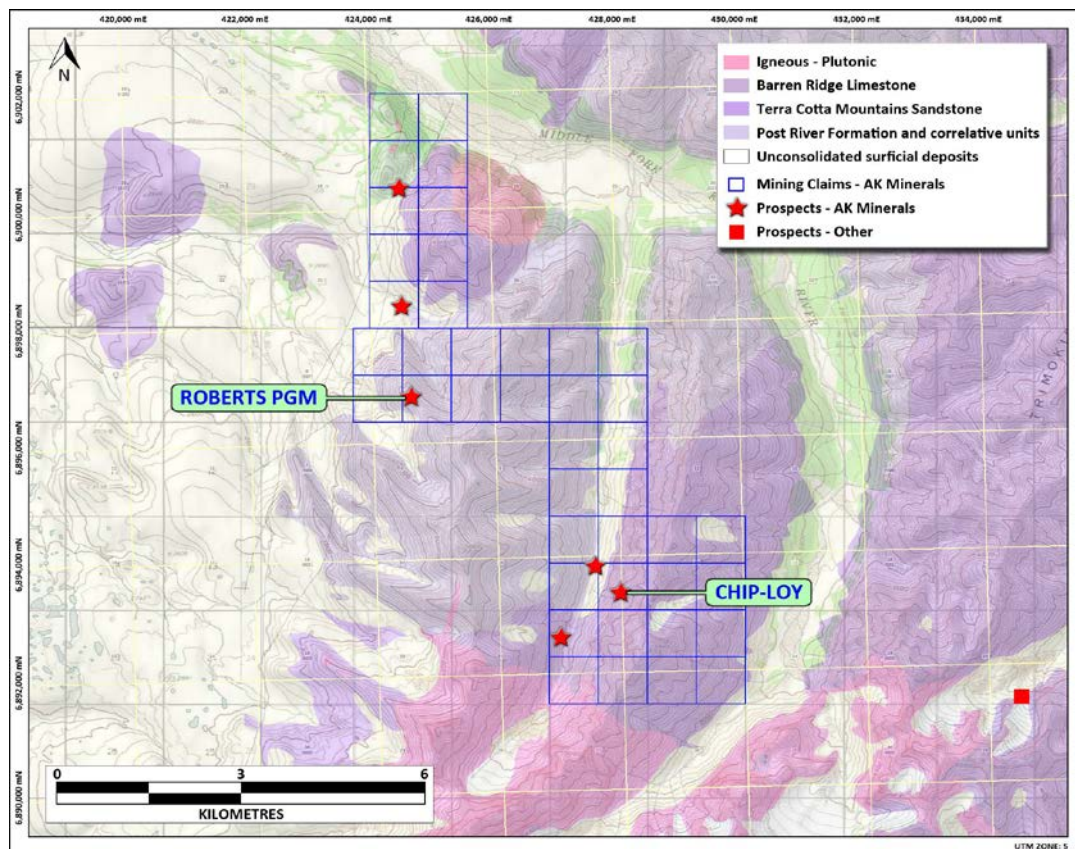 420,000 mE
422,000 mE
424,000 mE
426,000 mE
428,000 mE
430,000 mE
432,000 mE
434,000 mE
6,902,000 mN
6,900,000 mN
6,898,000 mN
6,896,000 mN
6,894,000 mN
6,892,000 mN
6,890,000 mN
N
Igneous - Plutonic
Barren Ridge Limestone
Terra Cotta Mountains Sandstone
Post River Formation and correlative units
Unconsolidated surficial deposits
Mining Claims - AK Minerals
Prospects - AK Minerals
Prospects - Other
MIDDLE
FORK
RIVER
TRIMOKI
ROBERTS PGM
CHIP-LOY
0 3 6
KILOMETRES
UTM ZONE: 5